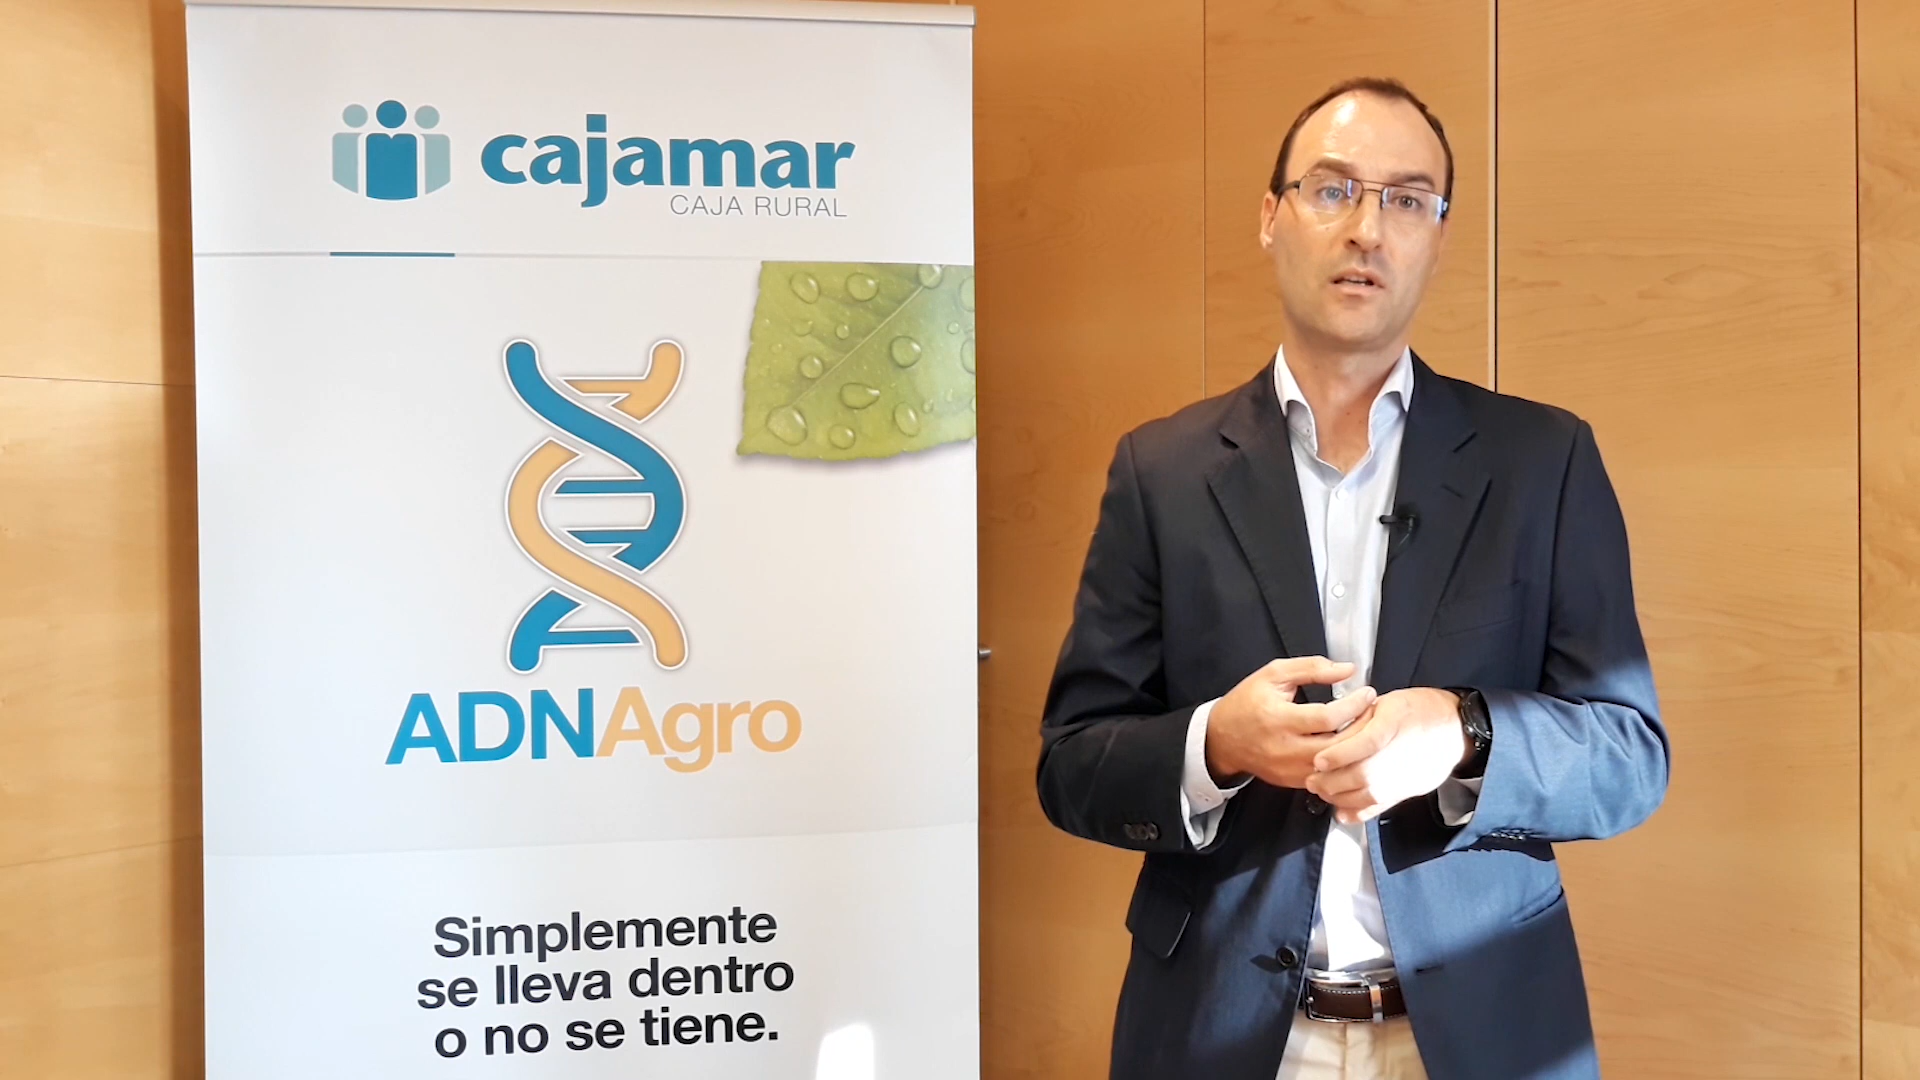 cajamar
CAJA RURAL
ADNAgro
Simplemente
se lleva dentro
o no se tiene.